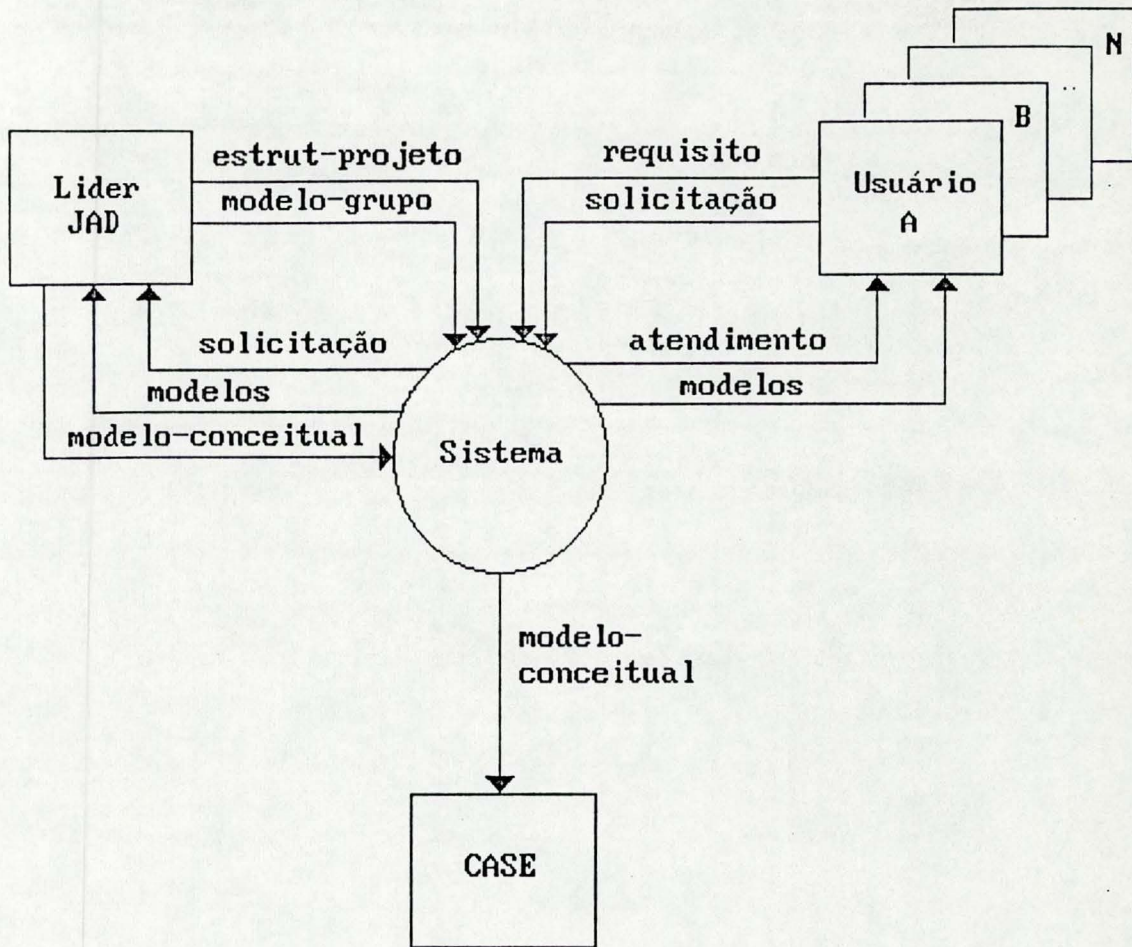 N
..
B
Usuário
A
Lider
JAD
estrut-projeto
modelo-grupo
requisito
solicitação
solicitação
modelos
modelo-conceitual
atendimento
modelos
Sistema
modelo-
conceitual
CASE